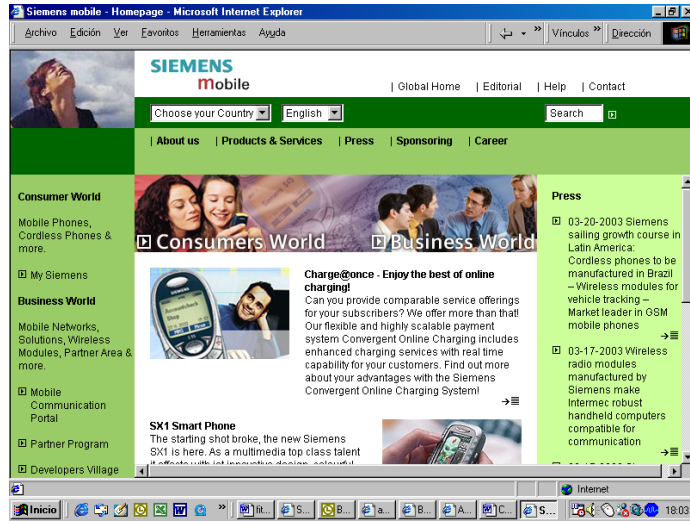 Siemens mobile - Homepage - Microsoft Internet Explorer
Archivo Edición Ver Favoritos Herramientas Ayuda
» Vínculos » Dirección
SIEMENS
mobile
| Global Home | Editorial | Help | Contact
Choose your Country English Search
| About us | Products & Services | Press | Sponsoring | Career
Consumer World
Mobile Phones,
Cordless Phones &
more.
My Siemens
Business World
Mobile Networks,
Solutions, Wireless
Modules, Partner Area &
more.
Mobile
Communication
Portal
Partner Program
Developers Village
Consumers World
Business World
Charge@once - Enjoy the best of online
charging!
Can you provide comparable service offerings
for your subscribers? We offer more than that!
Our flexible and highly scalable payment
system Convergent Online Charging includes
enhanced charging services with real time
capability for your customers. Find out more
about your advantages with the Siemens
Convergent Online Charging System!
SX1 Smart Phone
The starting shot broke, the new Siemens
SX1 is here. As a multimedia top class talent
Press
03-20-2003 Siemens
sailing growth course in
Latin America:
Cordless phones to be
manufactured in Brazil
– Wireless modules for
vehicle tracking –
Market leader in GSM
mobile phones
03-17-2003 Wireless
radio modules
manufactured by
Siemens make
Intermec robust
handheld computers
compatible for
communication
Internet
Inicio » fit... S... B... a... B... A... C... S... 18:03